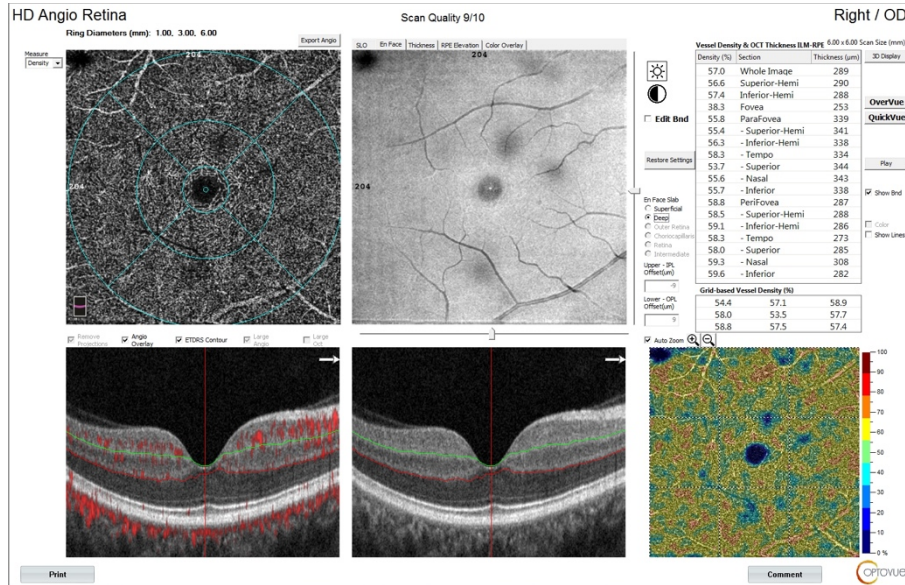 HD Angio Retina
Scan Quality 9/10
Right / OD
Ring Diameters (mm): 1.00, 3.00, 6.00
Export Angio
Measure
Density
204
204
SLO En Face Thickness RPE Elevation Color Overlay
204
204
Edit Bnd
Restore Settings
En Face Slab
Superficial
Deep
Outer Retina
Choriocapillaris
Retina
Intermediate
Upper - IPL
Offset(um)
-9
Lower - OPL
Offset(um)
9
Vessel Density & OCT Thickness ILM-RPE 6.00 x 6.00 Scan Size (mm)
Density (%) Section Thickness (µm)
57.0 Whole Image 289
56.6 Superior-Hemi 290
57.4 Inferior-Hemi 288
38.3 Fovea 253
55.8 ParaFovea 339
55.4 - Superior-Hemi 341
56.3 - Inferior-Hemi 338
58.3 - Tempo 334
53.7 - Superior 344
55.6 - Nasal 343
55.7 - Inferior 338
58.8 PeriFovea 287
58.5 - Superior-Hemi 288
59.1 - Inferior-Hemi 286
58.3 - Tempo 273
58.0 - Superior 285
59.3 - Nasal 308
59.6 - Inferior 282
Grid-based Vessel Density (%)
54.4 57.1 58.9
58.0 53.5 57.7
58.8 57.5 57.4
3D Display
OverVue
QuickVue
Play
Show Bnd
Color
Show Lines
Remove
Projections
Angio
Overlay
ETDRS Contour
Large
Angio
Large
Oct
Auto Zoom
100
90
80
70
60
50
40
30
20
10
0 %
Print
Comment
OPTOVUE